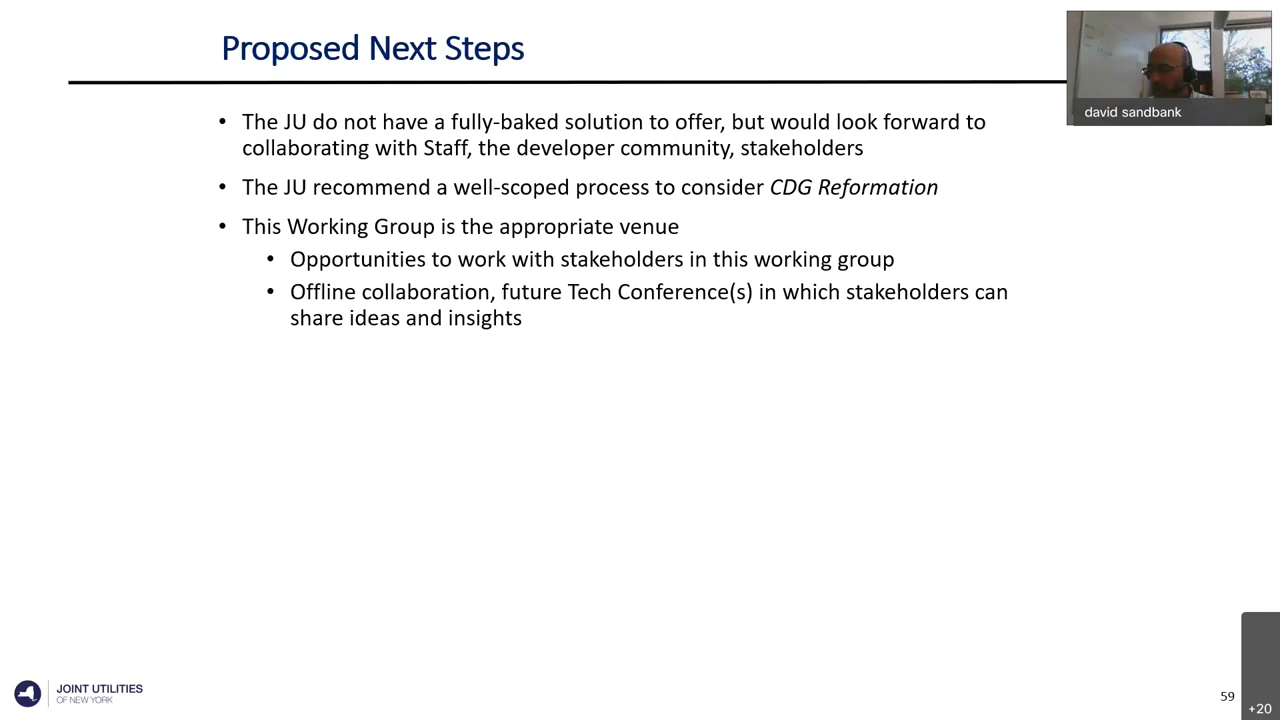 Proposed Next Steps
david sandbank
• The JU do not have a fully-baked solution to offer, but would look forward to
collaborating with Staff, the developer community, stakeholders
• The JU recommend a well-scoped process to consider CDG Reformation
• This Working Group is the appropriate venue
• Opportunities to work with stakeholders in this working group
• Offline collaboration, future Tech Conference(s) in which stakeholders can
share ideas and insights
JOINT UTILITIES
OF NEW YORK
59
+20